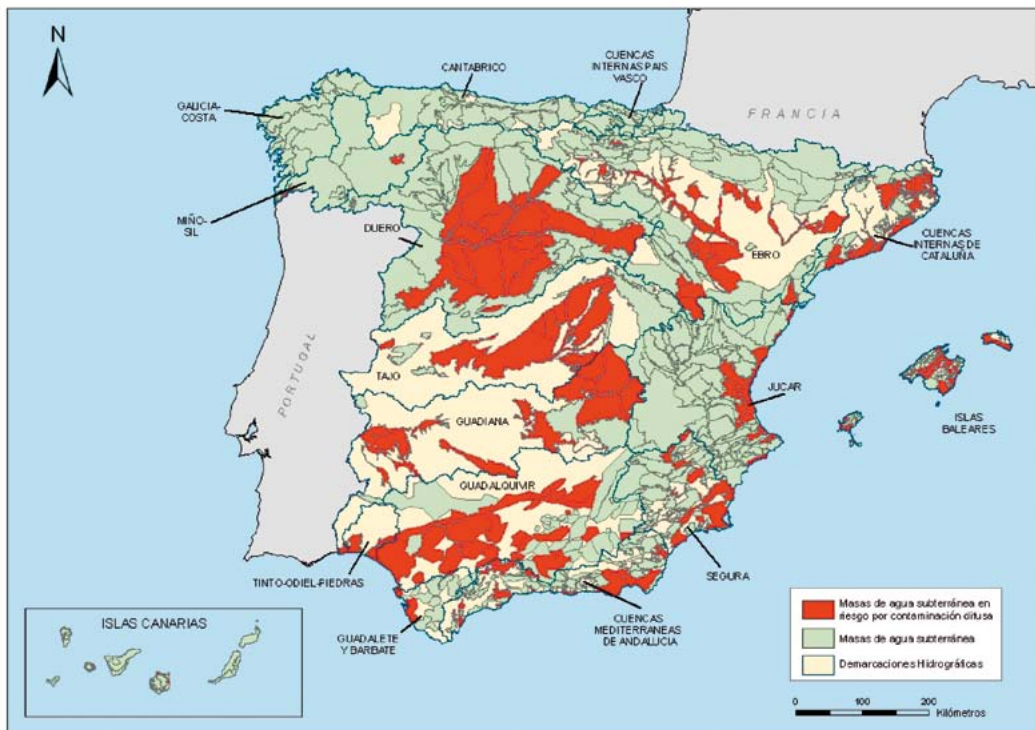 N
CANTABRICO
CUENCAS
INTERNAS PAIS
VASCO
GALICIA-
COSTA
FRANCIA
MIÑO-
SIL
DUERO
EBRO
CUENCAS
INTERNAS DE
CATALUÑA
PORTUGAL
TAJO
JUCAR
ISLAS
BALEARES
GUADIANA
GUADALQUIVIR
TINTO-ODIEL-PIEDRAS
SEGURA
GUADALETE
Y BARBATE
CUENCAS
MEDITERRANEAS
DE ANDALUCIA
ISLAS CANARIAS
Masas de agua subterránea en
riesgo por contaminación difusa
Masas de agua subterránea
Demarcaciones Hidrográficas
0 100 200
Kilómetros